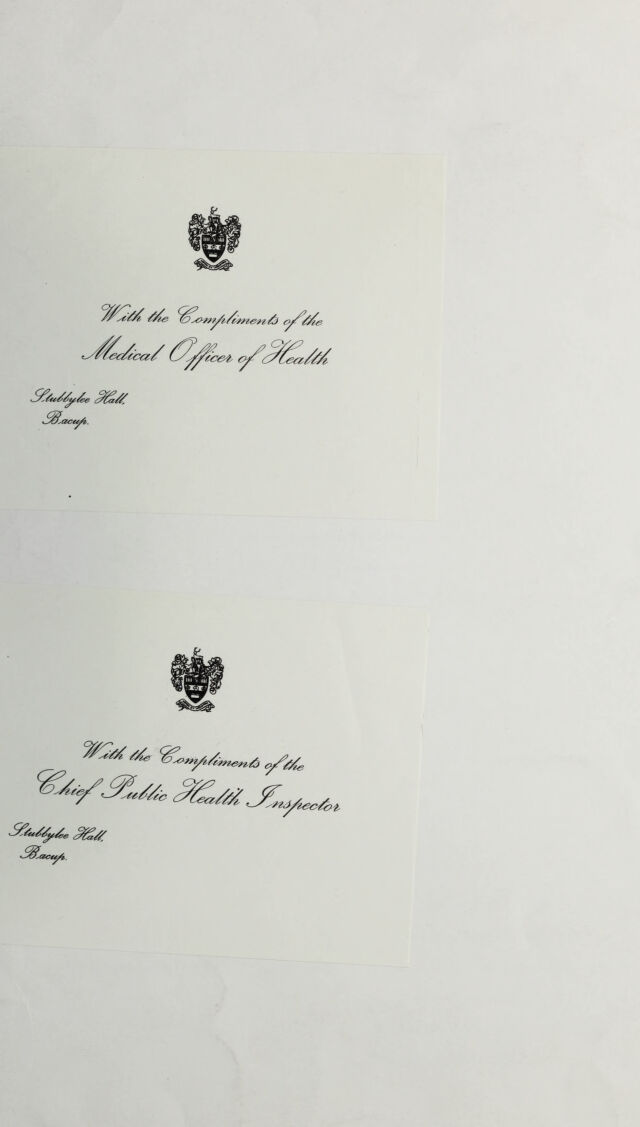 With the Compliments of the
Medical Officer of Health
Stubbylee Hall,
Bacup.
With the Compliments of the
Chief Public Health Inspector
Stubbylee Hall,
Bacup.